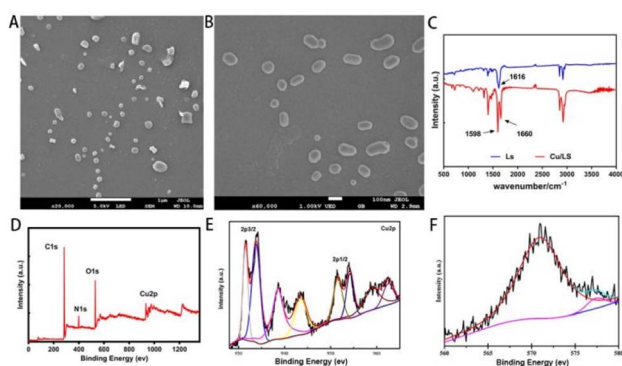 A
x20,000 5.0kV LED SEM WD 10.0mm
1μm JEOL
B
x60,000 1.00kV LED GB WD 2.9mm
100nm JEOL
C
Intensity (a.u.)
1616
1598
1660
Ls
Cu/LS
500 1000 1500 2000 2500 3000 3500 4000
wavenumber/cm-1
D
Intensity (a.u.)
C1s
N1s
O1s
Cu2p
0 200 400 600 800 1000 1200
Binding Energy (ev)
E
Intensity (a.u.)
2p3/2
2p1/2
Cu2p
Binding Energy (ev)
F
Intensity (a.u.)
560 565 570 575 580
Binding Energy (ev)